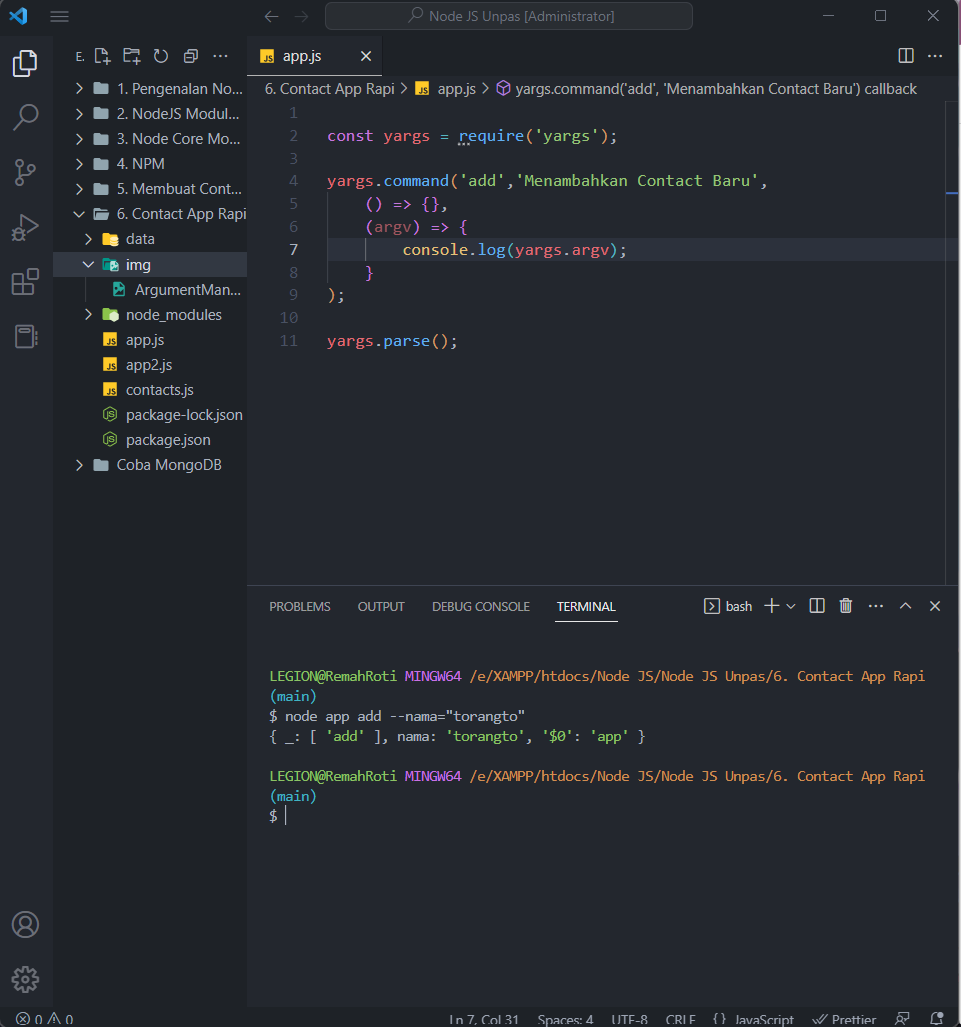 Node JS Unpas [Administrator]
E.
1. Pengenalan No...
2. NodeJS Modul...
3. Node Core Mo...
4. NPM
5. Membuat Cont...
6. Contact App Rapi
data
img
ArgumentMan...
node_modules
JS app.js
JS app2.js
JS contacts.js
package-lock.json
package.json
Coba MongoDB
JS app.js
6. Contact App Rapi > JS app.js > yargs.command('add', 'Menambahkan Contact Baru') callback
1
2 const yargs = require('yargs');
3
4 yargs.command('add','Menambahkan Contact Baru',
5 () => {},
6 (argv) => {
7 console.log(yargs.argv);
8 }
9 );
10
11 yargs.parse();
PROBLEMS OUTPUT DEBUG CONSOLE TERMINAL bash
LEGION@RemahRoti MINGW64 /e/XAMPP/htdocs/Node JS/Node JS Unpas/6. Contact App Rapi
(main)
$ node app add --nama="torangto"
{ _: [ 'add' ], nama: 'torangto', '$0': 'app' }
LEGION@RemahRoti MINGW64 /e/XAMPP/htdocs/Node JS/Node JS Unpas/6. Contact App Rapi
(main)
$
0 0 Ln 7, Col 31 Spaces: 4 UTF-8 CRLF {} JavaScript Prettier